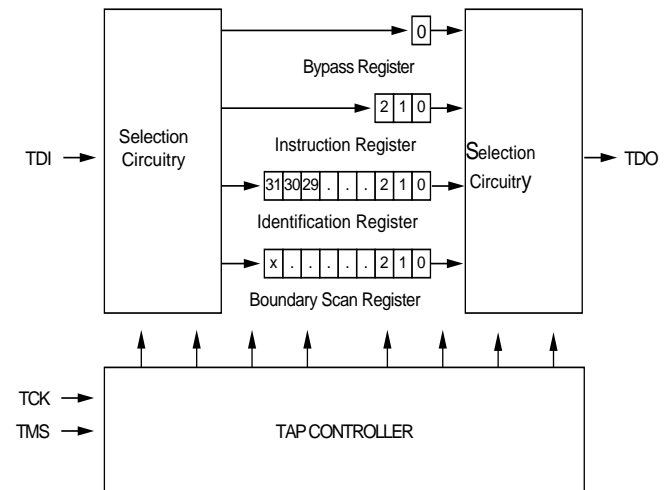 0
Bypass Register
2 1 0
Instruction Register
Selection
Circuitry
TDI
Selection
Circuitry
TDO
31 30 29 . . . 2 1 0
Identification Register
x . . . . . 2 1 0
Boundary Scan Register
TCK
TMS
TAP CONTROLLER